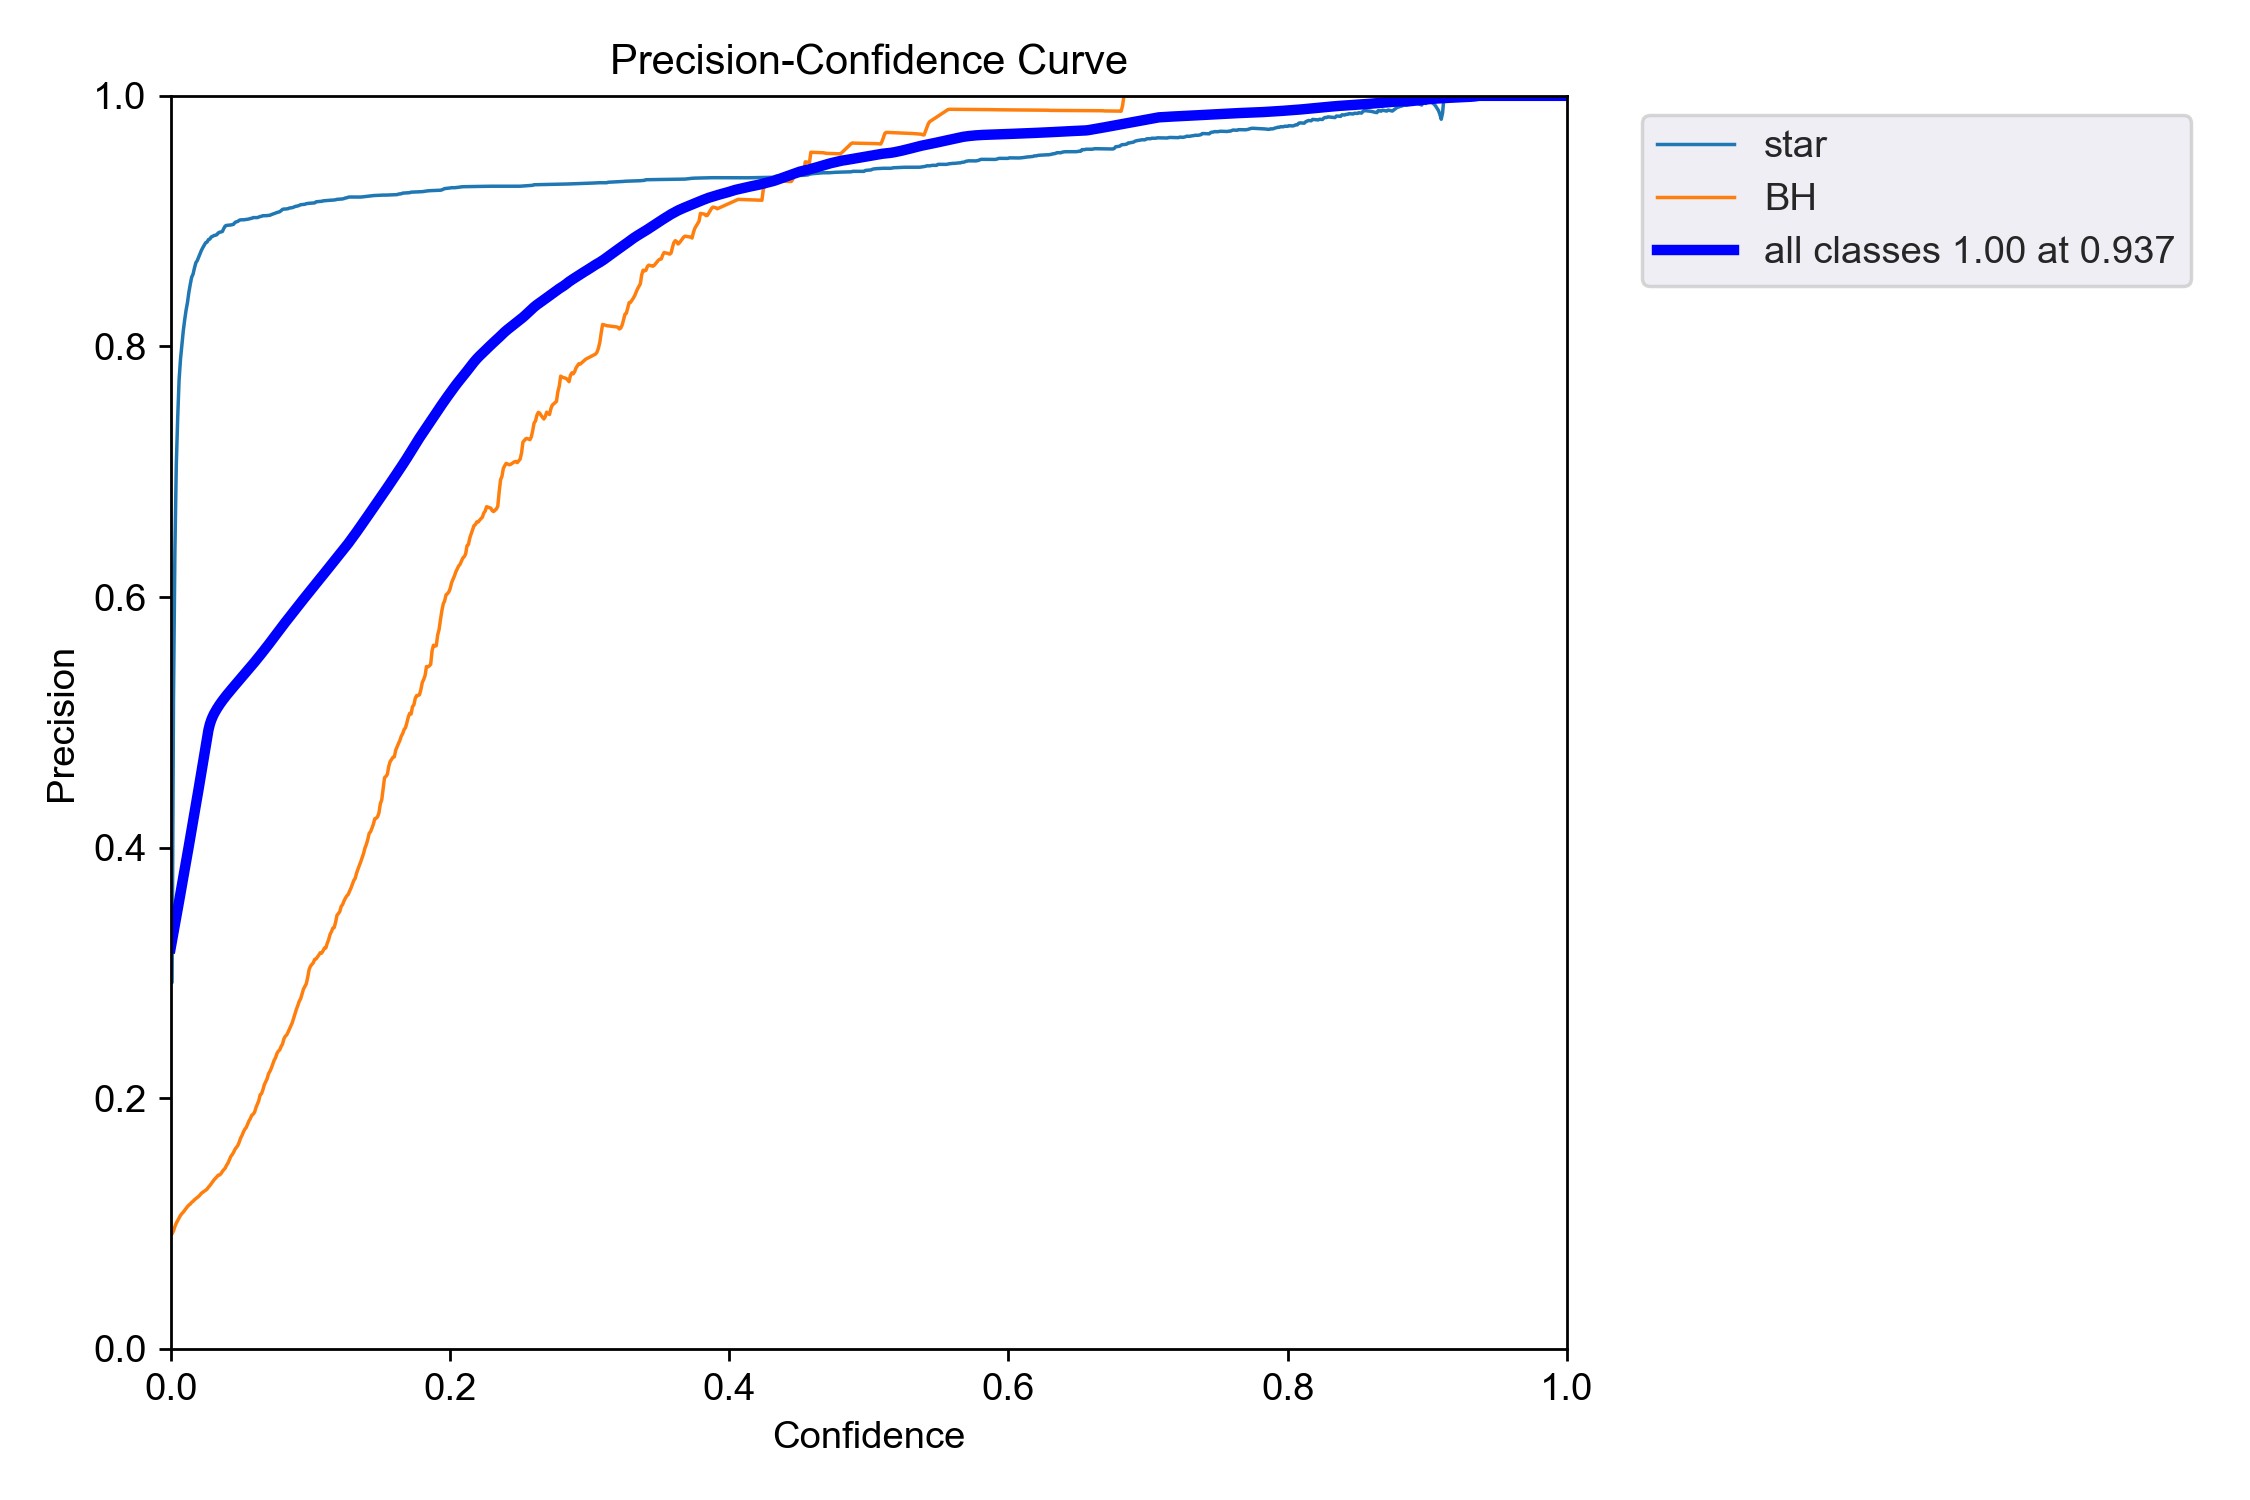 Precision-Confidence Curve
1.0
0.8
0.6
0.4
0.2
0.0
Precision
0.0 0.2 0.4 0.6 0.8 1.0
Confidence
star
BH
all classes 1.00 at 0.937